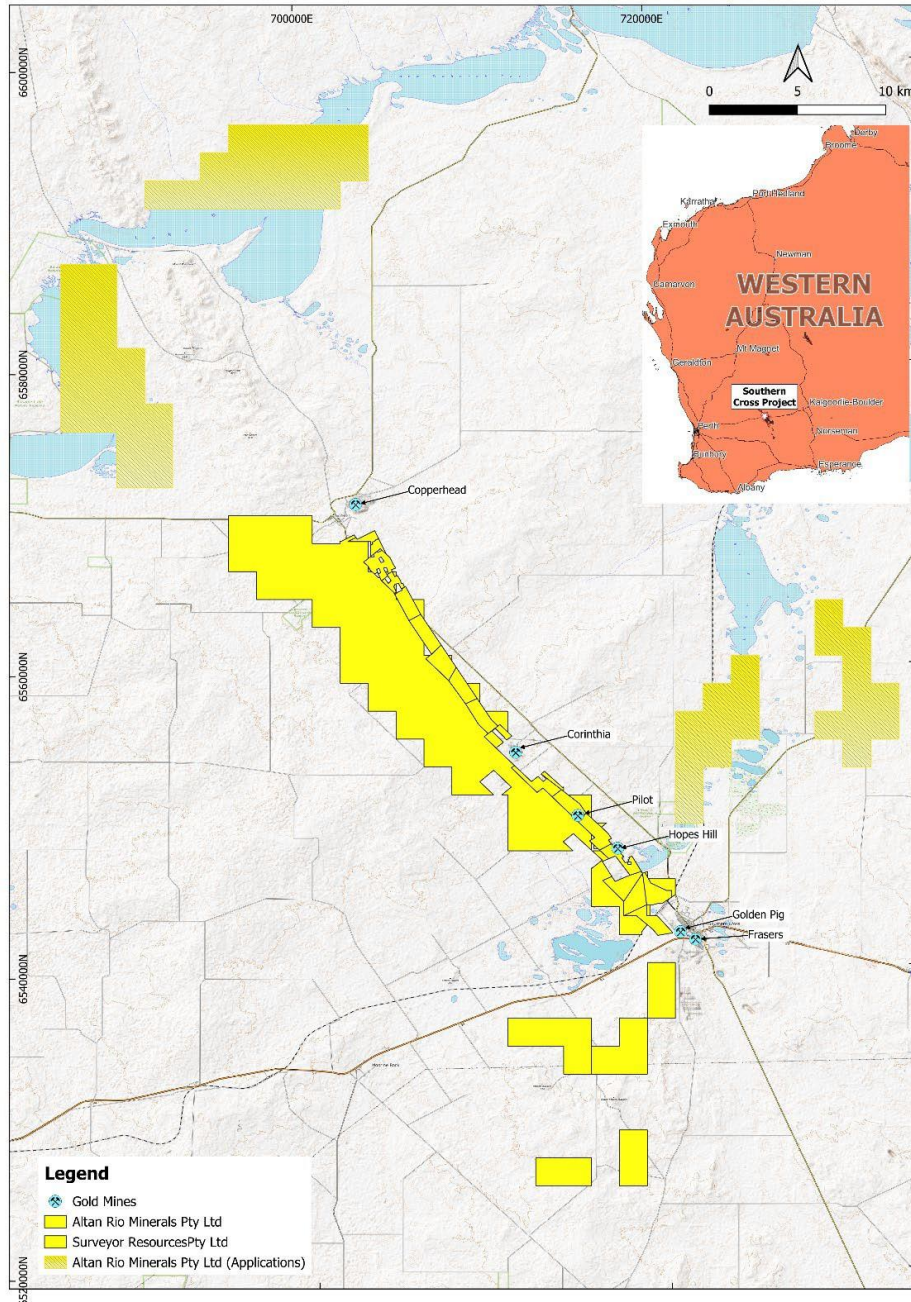 700000E
720000E
6600000N
0 5 10 km
Derby
Broome
Port Hedland
Karratha
Exmouth
Newman
WESTERN
AUSTRALIA
Carnarvon
Mt Magnet
Geraldton
6580000N
Southern
Cross Project
Kalgoorlie-Boulder
Perth
Norseman
Bunbury
Esperance
Albany
Copperhead
6560000N
Corinthia
Pilot
Hopes Hill
Golden Pig
Frasers
6540000N
Legend
Gold Mines
Altan Rio Minerals Pty Ltd
Surveyor ResourcesPty Ltd
Altan Rio Minerals Pty Ltd (Applications)
6520000N